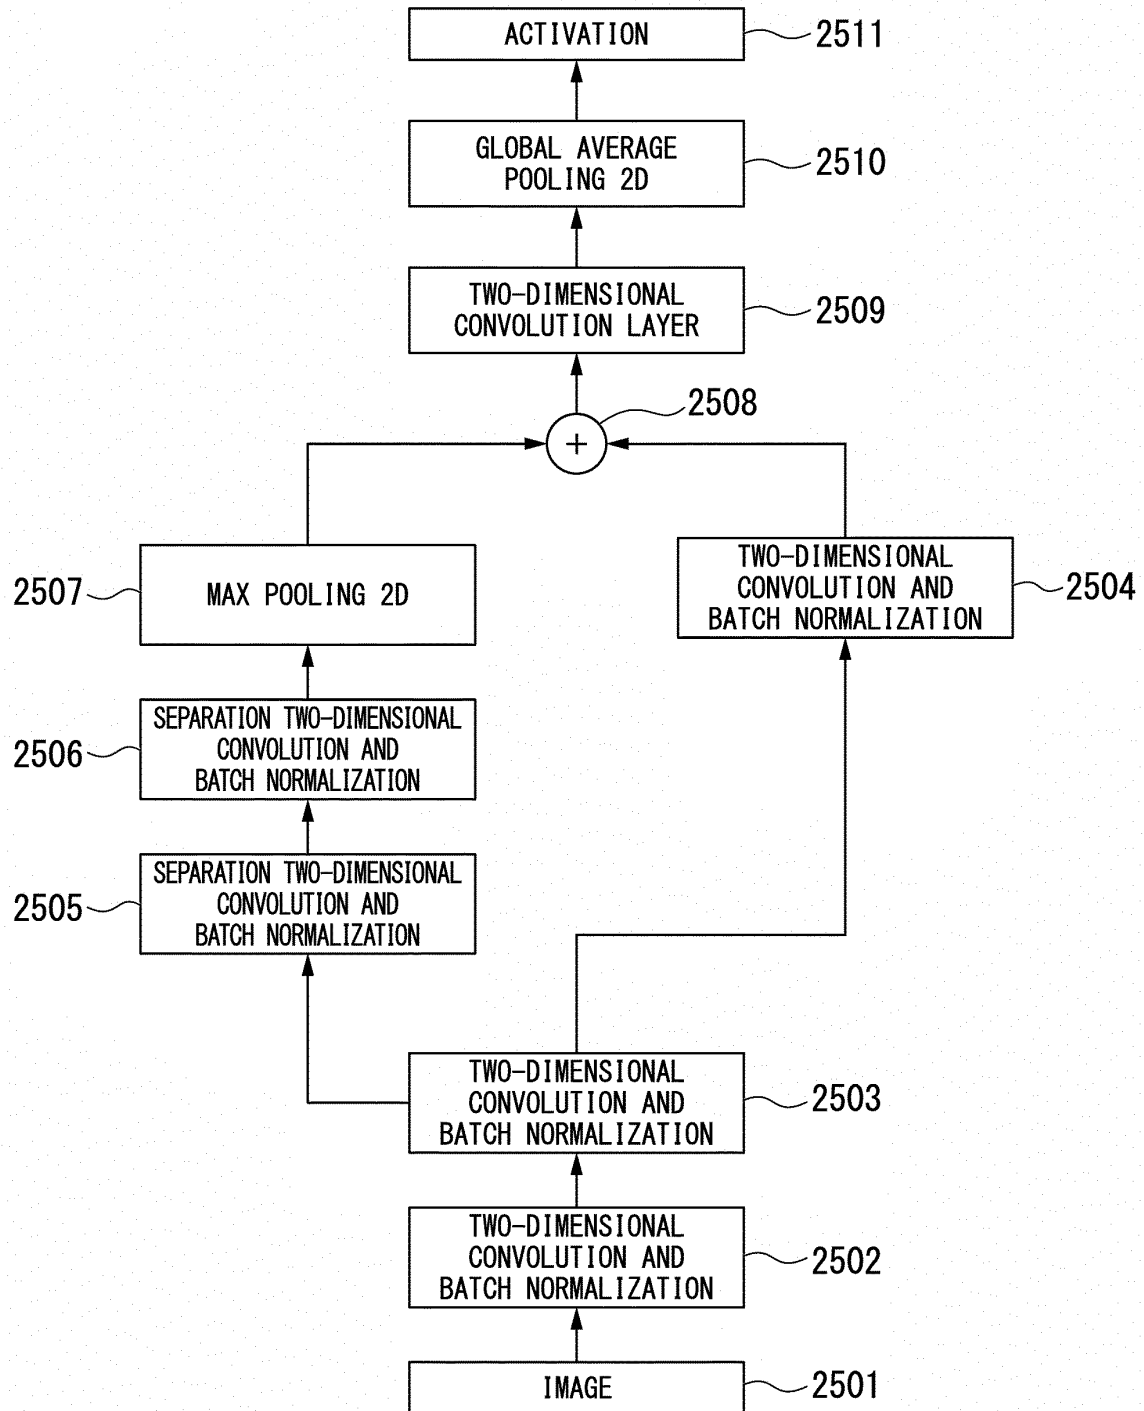 ACTIVATION
2511
GLOBAL AVERAGE
POOLING 2D
2510
TWO-DIMENSIONAL
CONVOLUTION LAYER
2509
2508
+
2507
MAX POOLING 2D
TWO-DIMENSIONAL
CONVOLUTION AND
BATCH NORMALIZATION
2504
2506
SEPARATION TWO-DIMENSIONAL
CONVOLUTION AND
BATCH NORMALIZATION
2505
SEPARATION TWO-DIMENSIONAL
CONVOLUTION AND
BATCH NORMALIZATION
TWO-DIMENSIONAL
CONVOLUTION AND
BATCH NORMALIZATION
2503
TWO-DIMENSIONAL
CONVOLUTION AND
BATCH NORMALIZATION
2502
IMAGE
2501